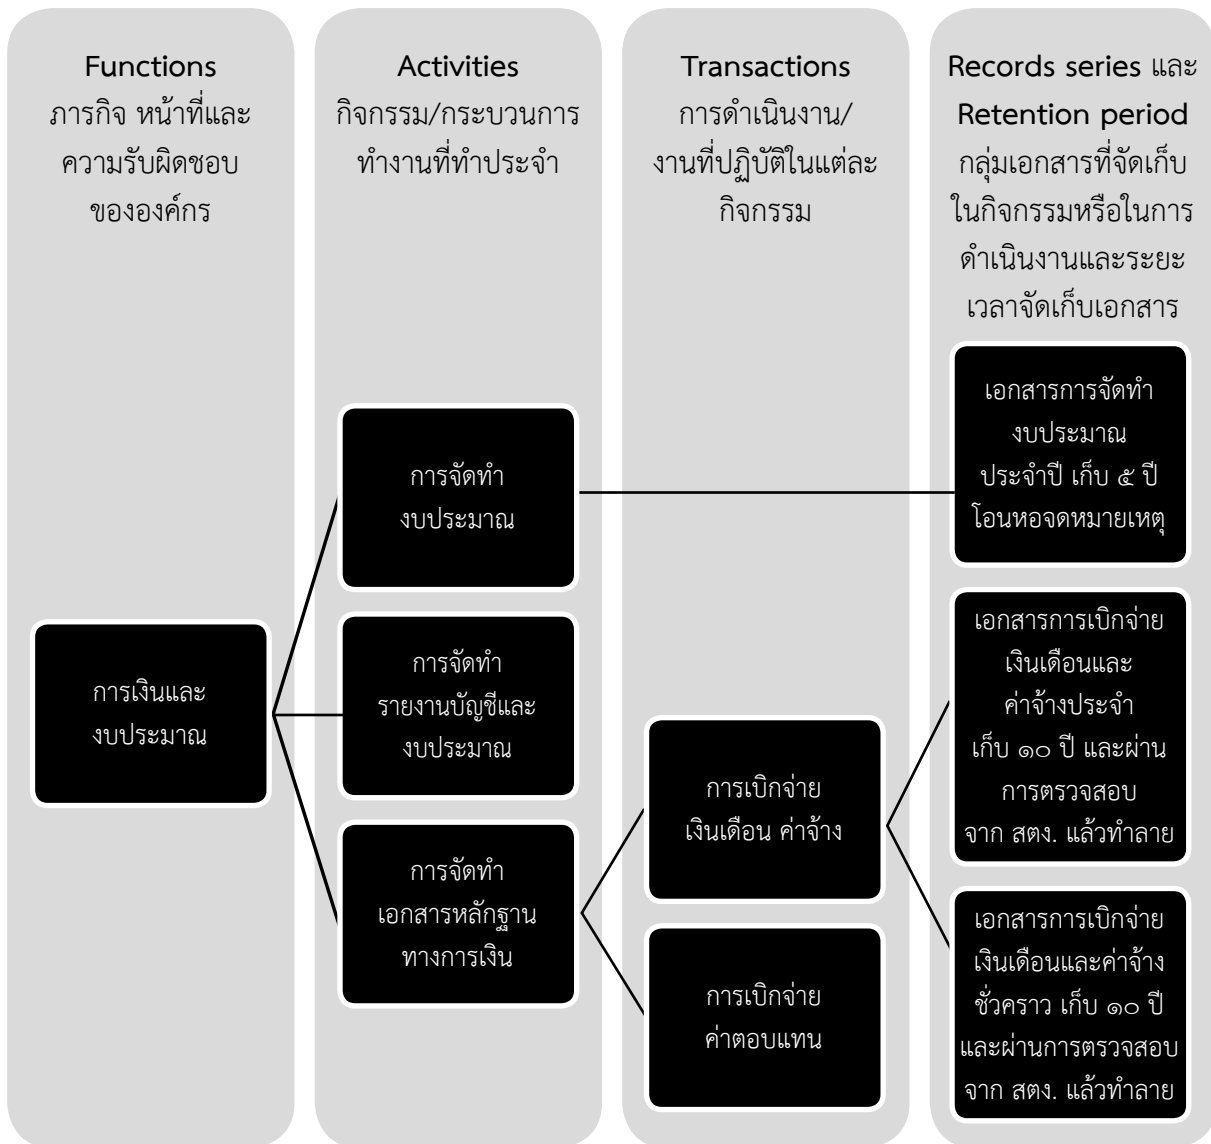 Functions
ภารกิจ หน้าที่และ
ความรับผิดชอบ
ขององค์กร
Activities
กิจกรรม/กระบวนการ
ทำงานที่ทำประจำ
Transactions
การดำเนินงาน/
งานที่ปฏิบัติในแต่ละ
กิจกรรม
Records series และ
Retention period
กลุ่มเอกสารที่จัดเก็บ
ในกิจกรรมหรือในการ
ดำเนินงานและระยะ
เวลาจัดเก็บเอกสาร
การเงินและ
งบประมาณ
การจัดทำ
งบประมาณ
การจัดทำ
รายงานบัญชีและ
งบประมาณ
การจัดทำ
เอกสารหลักฐาน
ทางการเงิน
การเบิกจ่าย
เงินเดือน ค่าจ้าง
การเบิกจ่าย
ค่าตอบแทน
เอกสารการจัดทำ
งบประมาณ
ประจำปี เก็บ ๕ ปี
โอนหอจดหมายเหตุ
เอกสารการเบิกจ่าย
เงินเดือนและ
ค่าจ้างประจำ
เก็บ ๑๐ ปี และผ่าน
การตรวจสอบ
จาก สตง. แล้วทำลาย
เอกสารการเบิกจ่าย
เงินเดือนและค่าจ้าง
ชั่วคราว เก็บ ๑๐ ปี
และผ่านการตรวจสอบ
จาก สตง. แล้วทำลาย